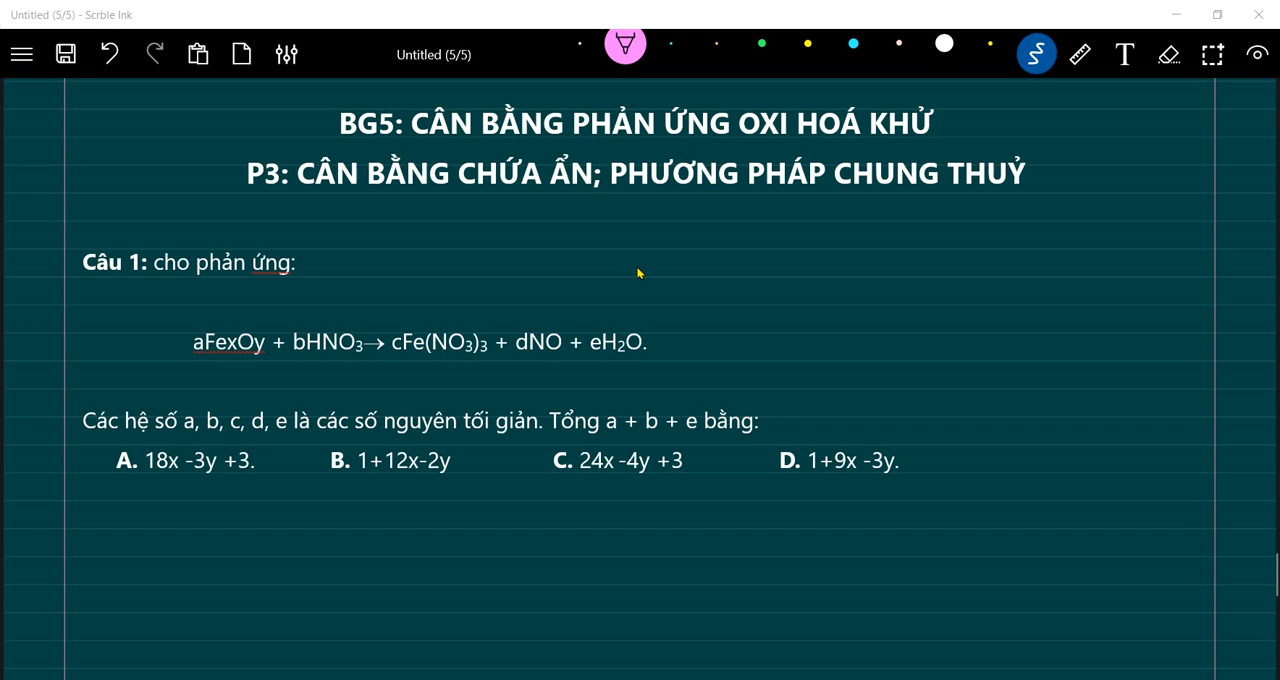 Untitled (5/5) - Scrble Ink
Untitled (5/5)
T
BG5: CÂN BẰNG PHẢN ỨNG OXI HOÁ KHỬ
P3: CÂN BẰNG CHỨA ẨN; PHƯƠNG PHÁP CHUNG THUỶ
Câu 1: cho phản ứng:
aFexOy + bHNO₃→ cFe(NO₃)₃ + dNO + eH₂O.
Các hệ số a, b, c, d, e là các số nguyên tối giản. Tổng a + b + e bằng:
A. 18x -3y +3. B. 1+12x-2y C. 24x -4y +3 D. 1+9x -3y.